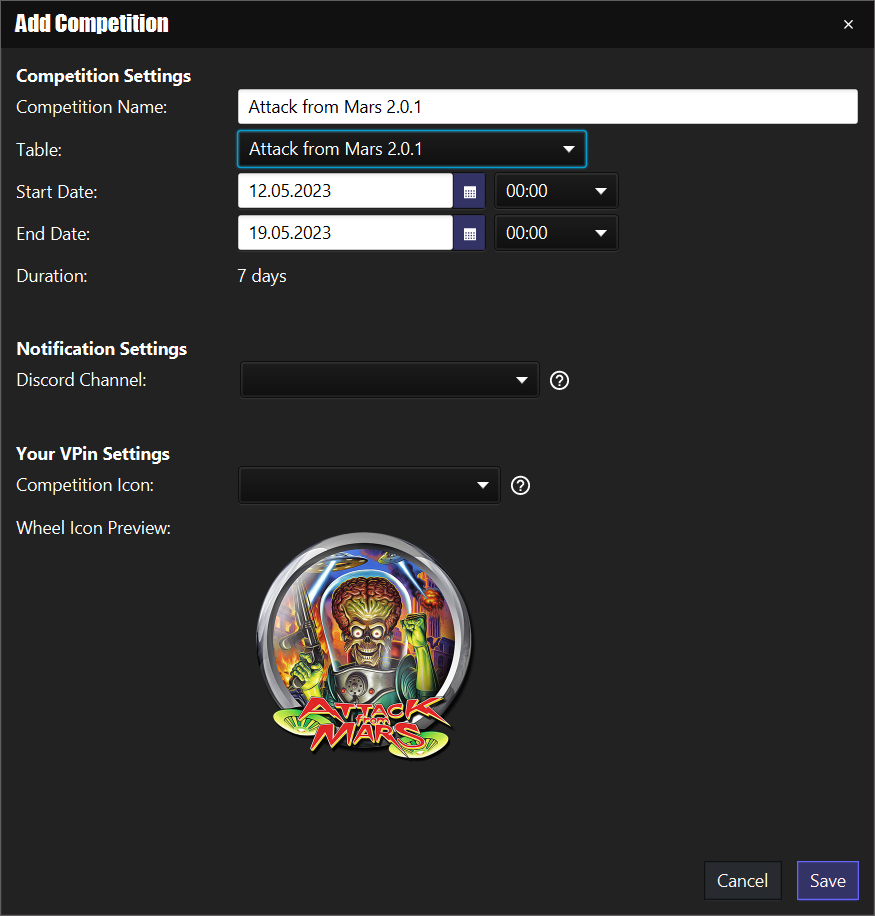 Add Competition
Competition Settings
Competition Name: Attack from Mars 2.0.1
Table: Attack from Mars 2.0.1
Start Date: 12.05.2023 00:00
End Date: 19.05.2023 00:00
Duration: 7 days
Notification Settings
Discord Channel:
Your VPin Settings
Competition Icon:
Wheel Icon Preview:
ATTACK
from
MARS
Cancel Save